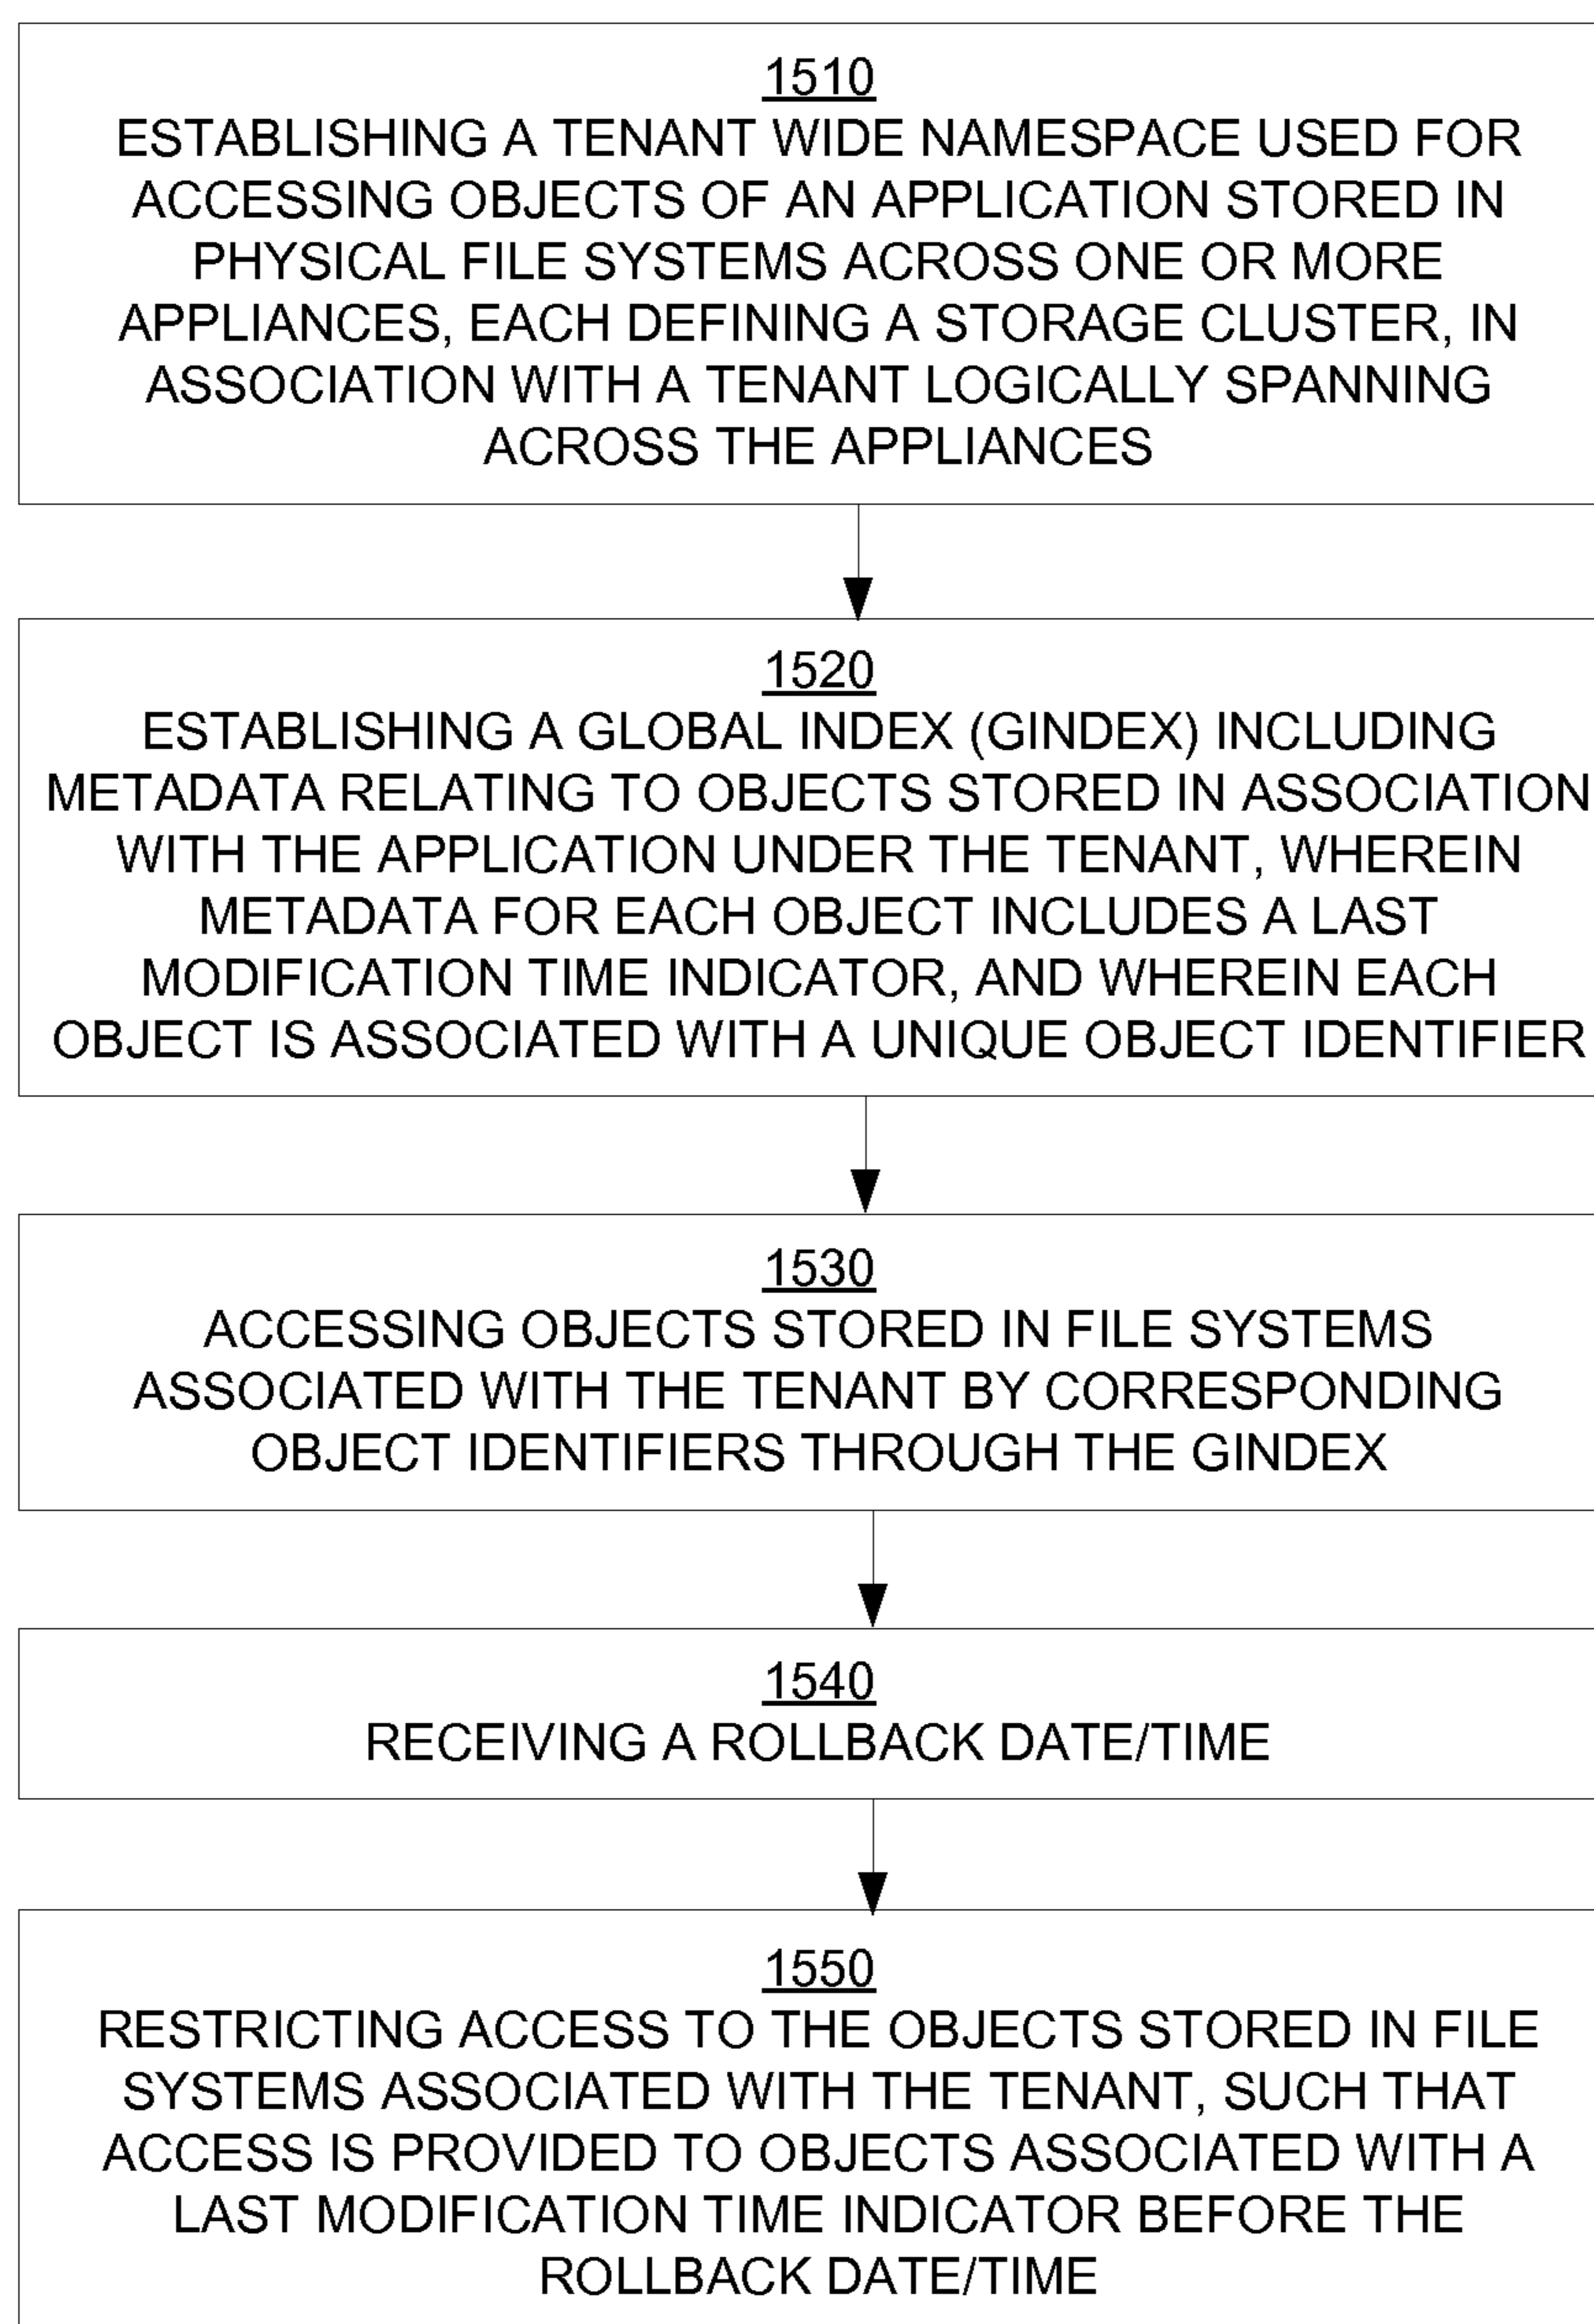 1510
ESTABLISHING A TENANT WIDE NAMESPACE USED FOR
ACCESSING OBJECTS OF AN APPLICATION STORED IN
PHYSICAL FILE SYSTEMS ACROSS ONE OR MORE
APPLIANCES, EACH DEFINING A STORAGE CLUSTER, IN
ASSOCIATION WITH A TENANT LOGICALLY SPANNING
ACROSS THE APPLIANCES
1520
ESTABLISHING A GLOBAL INDEX (GINDEX) INCLUDING
METADATA RELATING TO OBJECTS STORED IN ASSOCIATION
WITH THE APPLICATION UNDER THE TENANT, WHEREIN
METADATA FOR EACH OBJECT INCLUDES A LAST
MODIFICATION TIME INDICATOR, AND WHEREIN EACH
OBJECT IS ASSOCIATED WITH A UNIQUE OBJECT IDENTIFIER
1530
ACCESSING OBJECTS STORED IN FILE SYSTEMS
ASSOCIATED WITH THE TENANT BY CORRESPONDING
OBJECT IDENTIFIERS THROUGH THE GINDEX
1540
RECEIVING A ROLLBACK DATE/TIME
1550
RESTRICTING ACCESS TO THE OBJECTS STORED IN FILE
SYSTEMS ASSOCIATED WITH THE TENANT, SUCH THAT
ACCESS IS PROVIDED TO OBJECTS ASSOCIATED WITH A
LAST MODIFICATION TIME INDICATOR BEFORE THE
ROLLBACK DATE/TIME